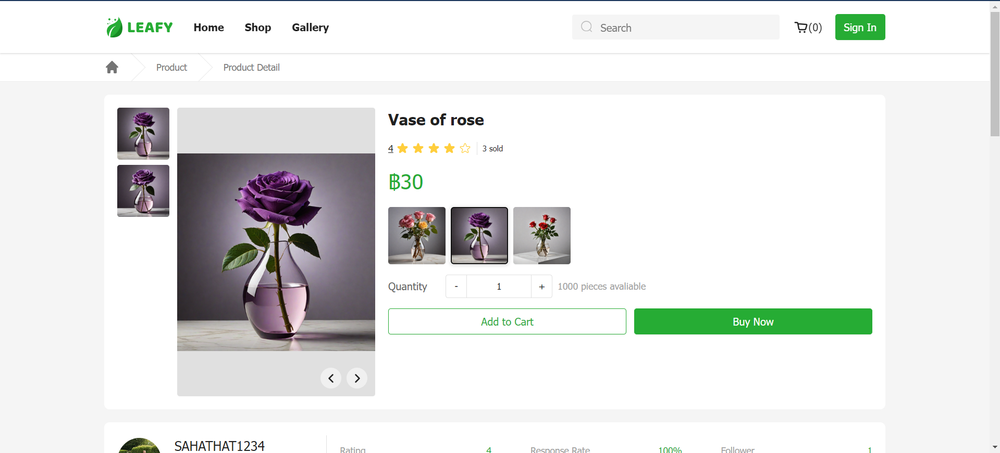 LEAFY
Home
Shop
Gallery
Search
(0)
Sign In
Product
Product Detail
Vase of rose
4
3 sold
฿30
Quantity
-
1
+
1000 pieces avaliable
Add to Cart
Buy Now
SAHATHAT1234
Rating
4
Response Rate
100%
Follower
1